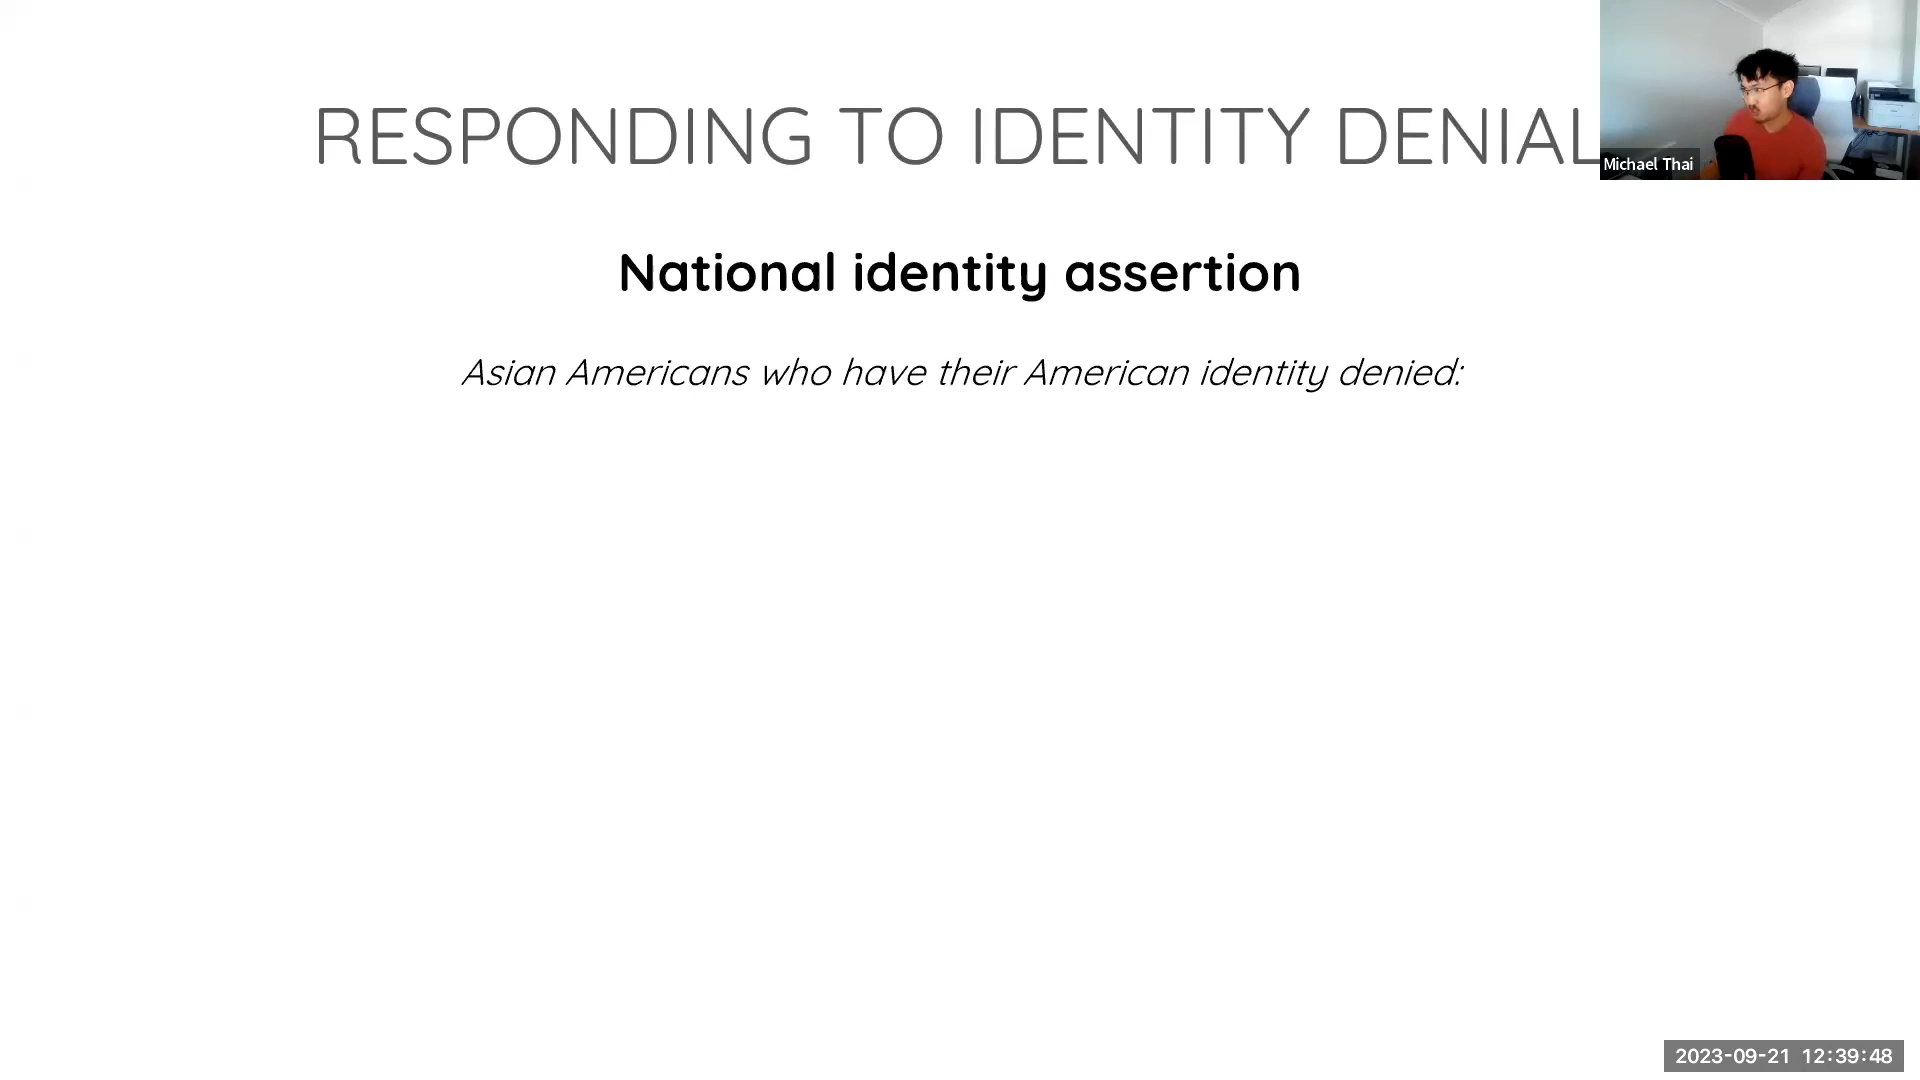 RESPONDING TO IDENTITY DENIAL
Michael Thai
National identity assertion
Asian Americans who have their American identity denied:
2023-09-21 12:39:48